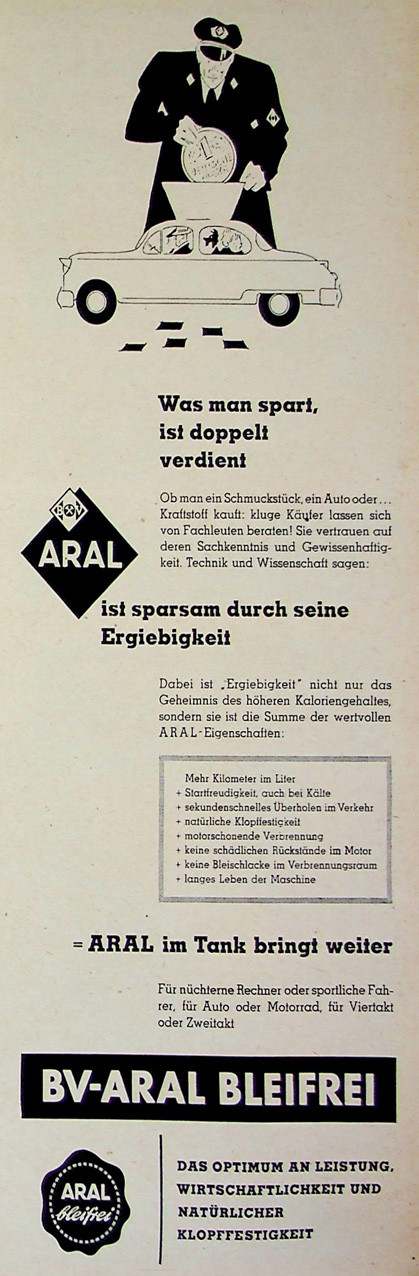 1
Was man spart,
ist doppelt
verdient
Ob man ein Schmuckstück, ein Auto oder...
Kraftstoff kauft: kluge Käufer lassen sich
von Fachleuten beraten! Sie vertrauen auf
deren Sachkenntnis und Gewissenhaftig-
keit. Technik und Wissenschaft sagen:
BV
ARAL
ist sparsam durch seine
Ergiebigkeit
Dabei ist „Ergiebigkeit" nicht nur das
Geheimnis des höheren Kaloriengehaltes,
sondern sie ist die Summe der wertvollen
ARAL-Eigenschaften:
Mehr Kilometer im Liter
+ Startfreudigkeit, auch bei Kälte
+ sekundenschnelles Überholen im Verkehr
+ natürliche Klopffestigkeit
+ motorschonende Verbrennung
+ keine schädlichen Rückstände im Motor
+ keine Bleischlacke im Verbrennungsraum
+ langes Leben der Maschine
= ARAL im Tank bringt weiter
Für nüchterne Rechner oder sportliche Fah-
rer, für Auto oder Motorrad, für Viertakt
oder Zweitakt
BV-ARAL BLEIFREI
ARAL
bleifrei
DAS OPTIMUM AN LEISTUNG,
WIRTSCHAFTLICHKEIT UND
NATÜRLICHER
KLOPFFESTIGKEIT